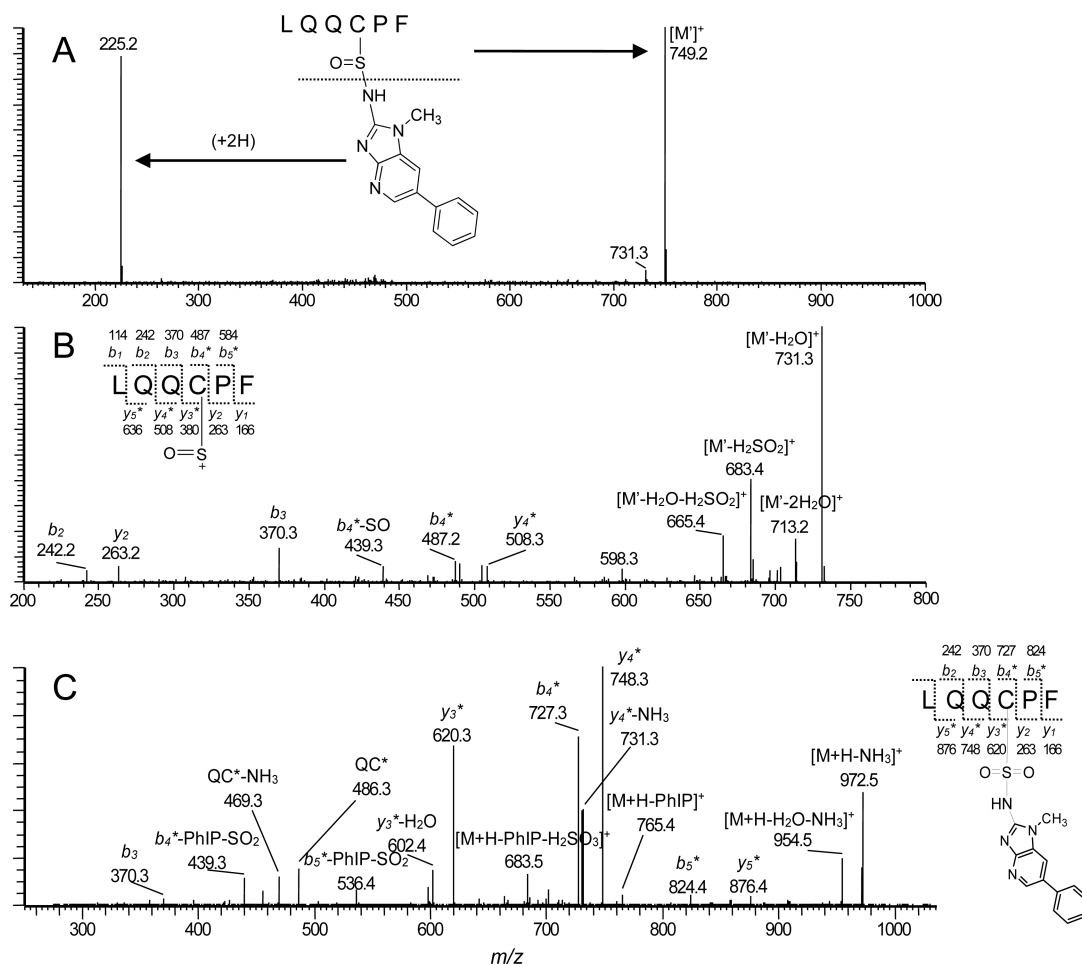 A
225.2
L Q Q C P F
O=S
NH
CH₃
N
N
N
(+2H)
[M']⁺
749.2
731.3
200 300 400 500 600 700 800 900 1000
B
114 242 370 487 584
b₁ b₂ b₃ b₄* b₅*
L Q Q C P F
y₅* y₄* y₃* y₂ y₁
636 508 380 263 166
O=S
+
[M'-H₂O]⁺
731.3
[M'-H₂SO₂]⁺
683.4
[M'-H₂O-H₂SO₂]⁺
665.4
[M'-2H₂O]⁺
713.2
b₂
242.2
y₂
263.2
b₃
370.3
b₄*-SO
439.3
b₄*
487.2
y₄*
508.3
598.3
200 250 300 350 400 450 500 550 600 650 700 750 800
C
y₄*
748.3
b₄*
727.3
y₄*-NH₃
731.3
y₃*
620.3
QC*-NH₃
469.3
QC*
486.3
b₄*-PhIP-SO₂
439.3
b₃
370.3
y₃*-H₂O
602.4
b₅*-PhIP-SO₂
536.4
[M+H-PhIP-H₂SO₃]⁺
683.5
[M+H-PhIP]⁺
765.4
b₅*
824.4
y₅*
876.4
[M+H-NH₃]⁺
972.5
[M+H-H₂O-NH₃]⁺
954.5
242 370 727 824
b₂ b₃ b₄* b₅*
L Q Q C P F
y₅* y₄* y₃* y₂ y₁
876 748 620 263 166
O=S=O
HN
CH₃
N
N
N
300 400 500 600 700 800 900 1000
m/z